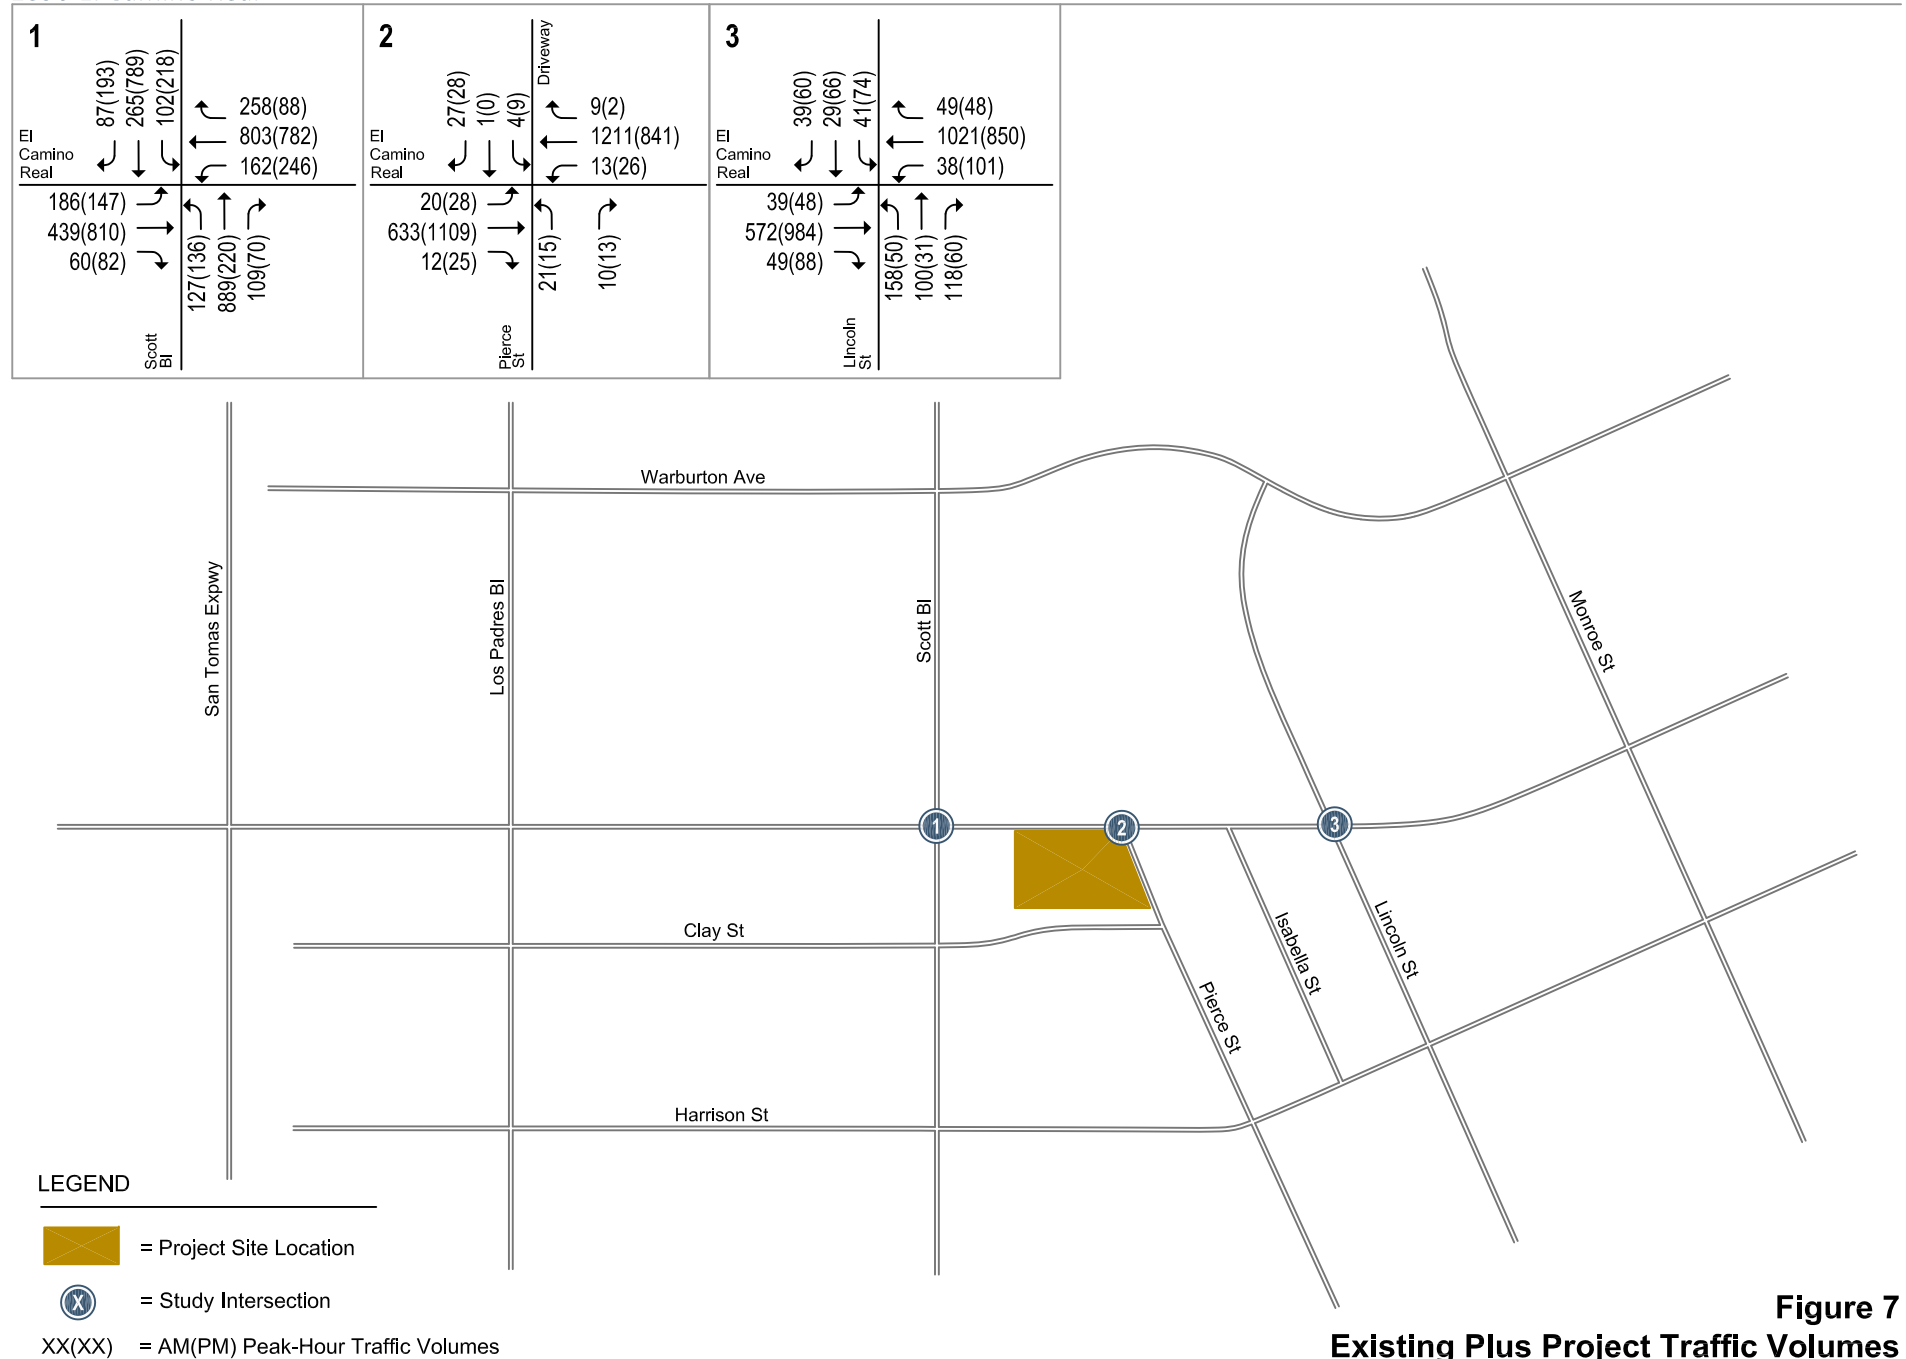 1
87(193)
265(789)
102(218)
258(88)
803(782)
162(246)
El
Camino
Real
186(147)
439(810)
60(82)
127(136)
889(220)
109(70)
Scott
Bl
2
27(28)
1(0)
4(9)
Driveway
9(2)
1211(841)
13(26)
El
Camino
Real
20(28)
633(1109)
12(25)
21(15)
10(13)
Pierce
St
3
39(60)
29(66)
41(74)
49(48)
1021(850)
38(101)
El
Camino
Real
39(48)
572(984)
49(88)
158(50)
100(31)
118(60)
LIncoln
St
Warburton Ave
San Tomas Expwy
Los Padres Bl
Scott Bl
Monroe St
1
2
3
Clay St
Isabella St
Lincoln St
Pierce St
Harrison St
LEGEND
= Project Site Location
X
= Study Intersection
XX(XX) = AM(PM) Peak-Hour Traffic Volumes
Figure 7
Existing Plus Project Traffic Volumes